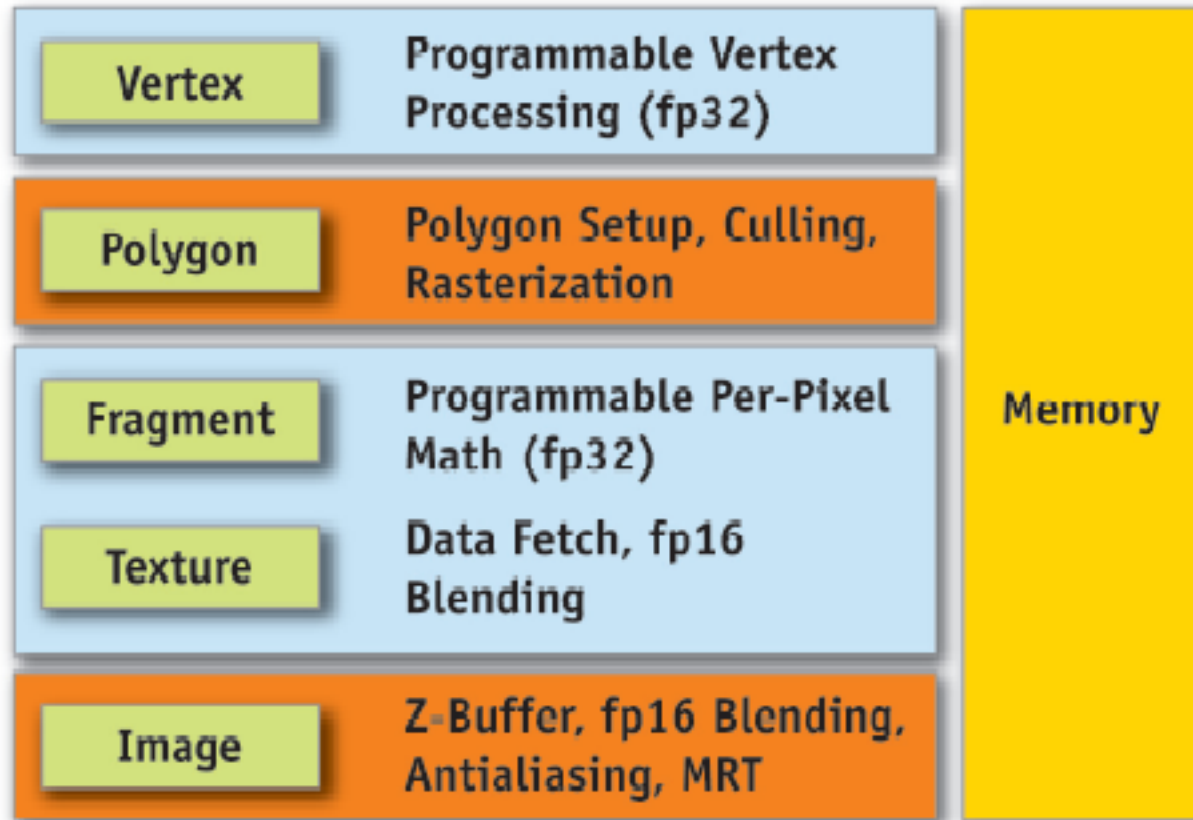 Vertex
Programmable Vertex
Processing (fp32)
Polygon
Polygon Setup, Culling,
Rasterization
Fragment
Programmable Per-Pixel
Math (fp32)
Texture
Data Fetch, fp16
Blending
Image
Z-Buffer, fp16 Blending,
Antialiasing, MRT
Memory